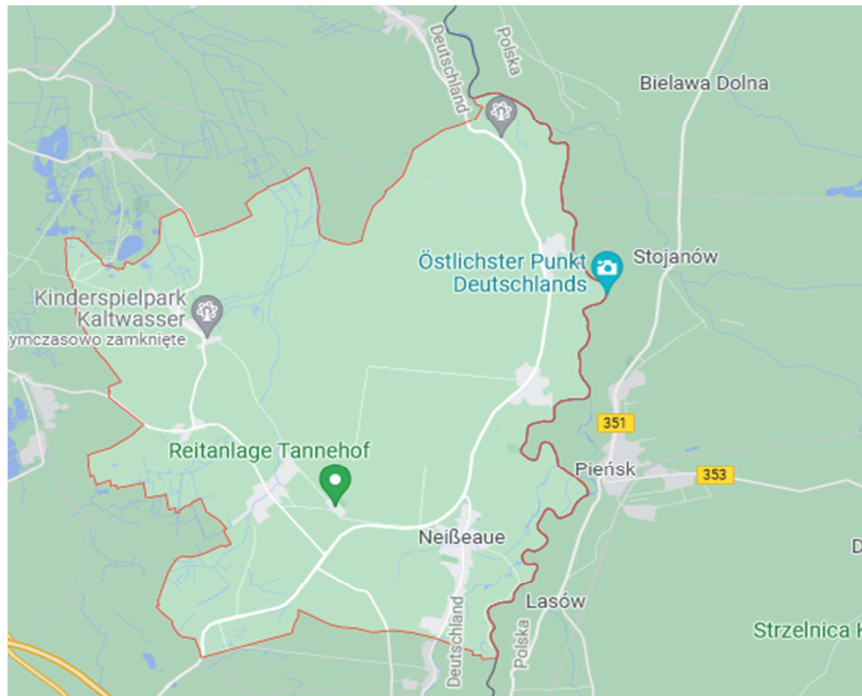 Deutschland
Polska
Bielawa Dolna
Östlichster Punkt
Deutschlands
Stojanów
Kinderspielpark
Kaltwasser
Tymczasowo zamknięte
351
Reitanlage Tannehof
Pieńsk
353
Neißeaue
Lasów
Deutschland
Polska
Strzelnica